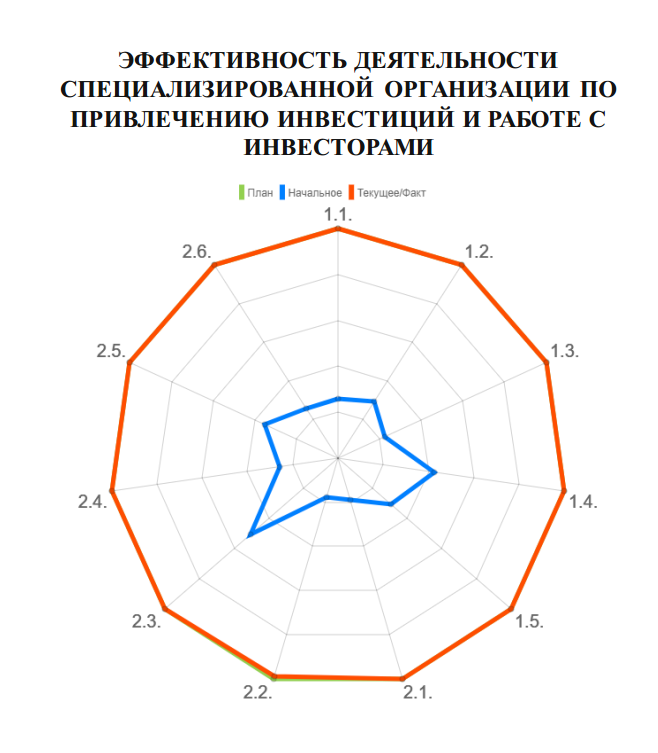 ЭФФЕКТИВНОСТЬ ДЕЯТЕЛЬНОСТИ
СПЕЦИАЛИЗИРОВАННОЙ ОРГАНИЗАЦИИ ПО
ПРИВЛЕЧЕНИЮ ИНВЕСТИЦИЙ И РАБОТЕ С
ИНВЕСТОРАМИ
План Начальное Текущее/Факт
1.1.
1.2.
1.3.
1.4.
1.5.
2.1.
2.2.
2.3.
2.4.
2.5.
2.6.